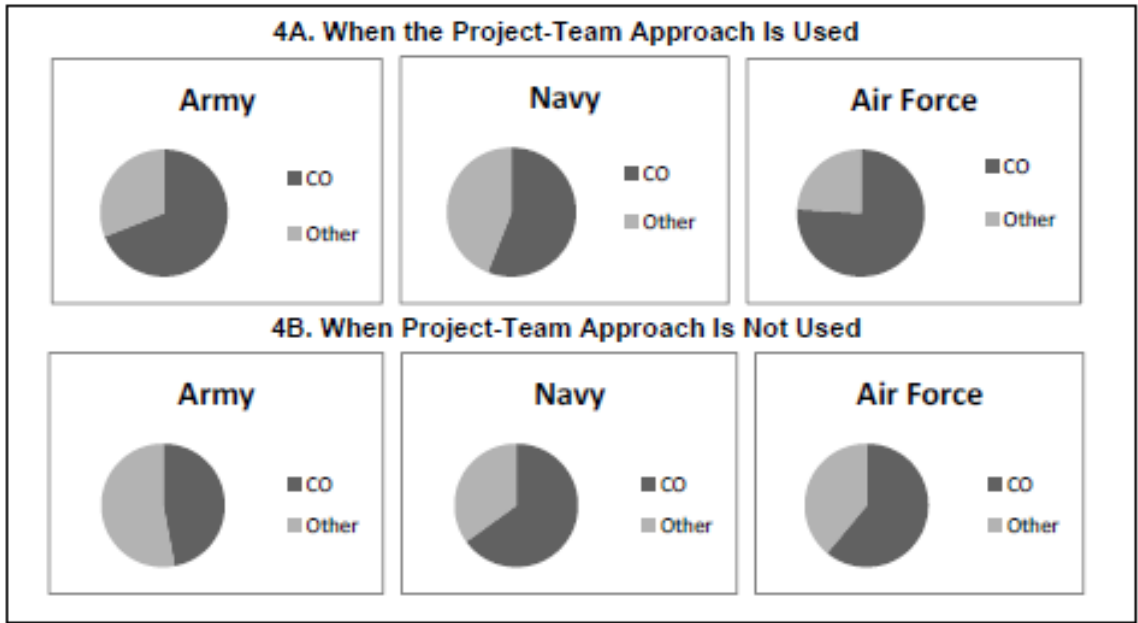 4A. When the Project-Team Approach Is Used
Army
CO
Other
Navy
CO
Other
Air Force
CO
Other
4B. When Project-Team Approach Is Not Used
Army
CO
Other
Navy
CO
Other
Air Force
CO
Other